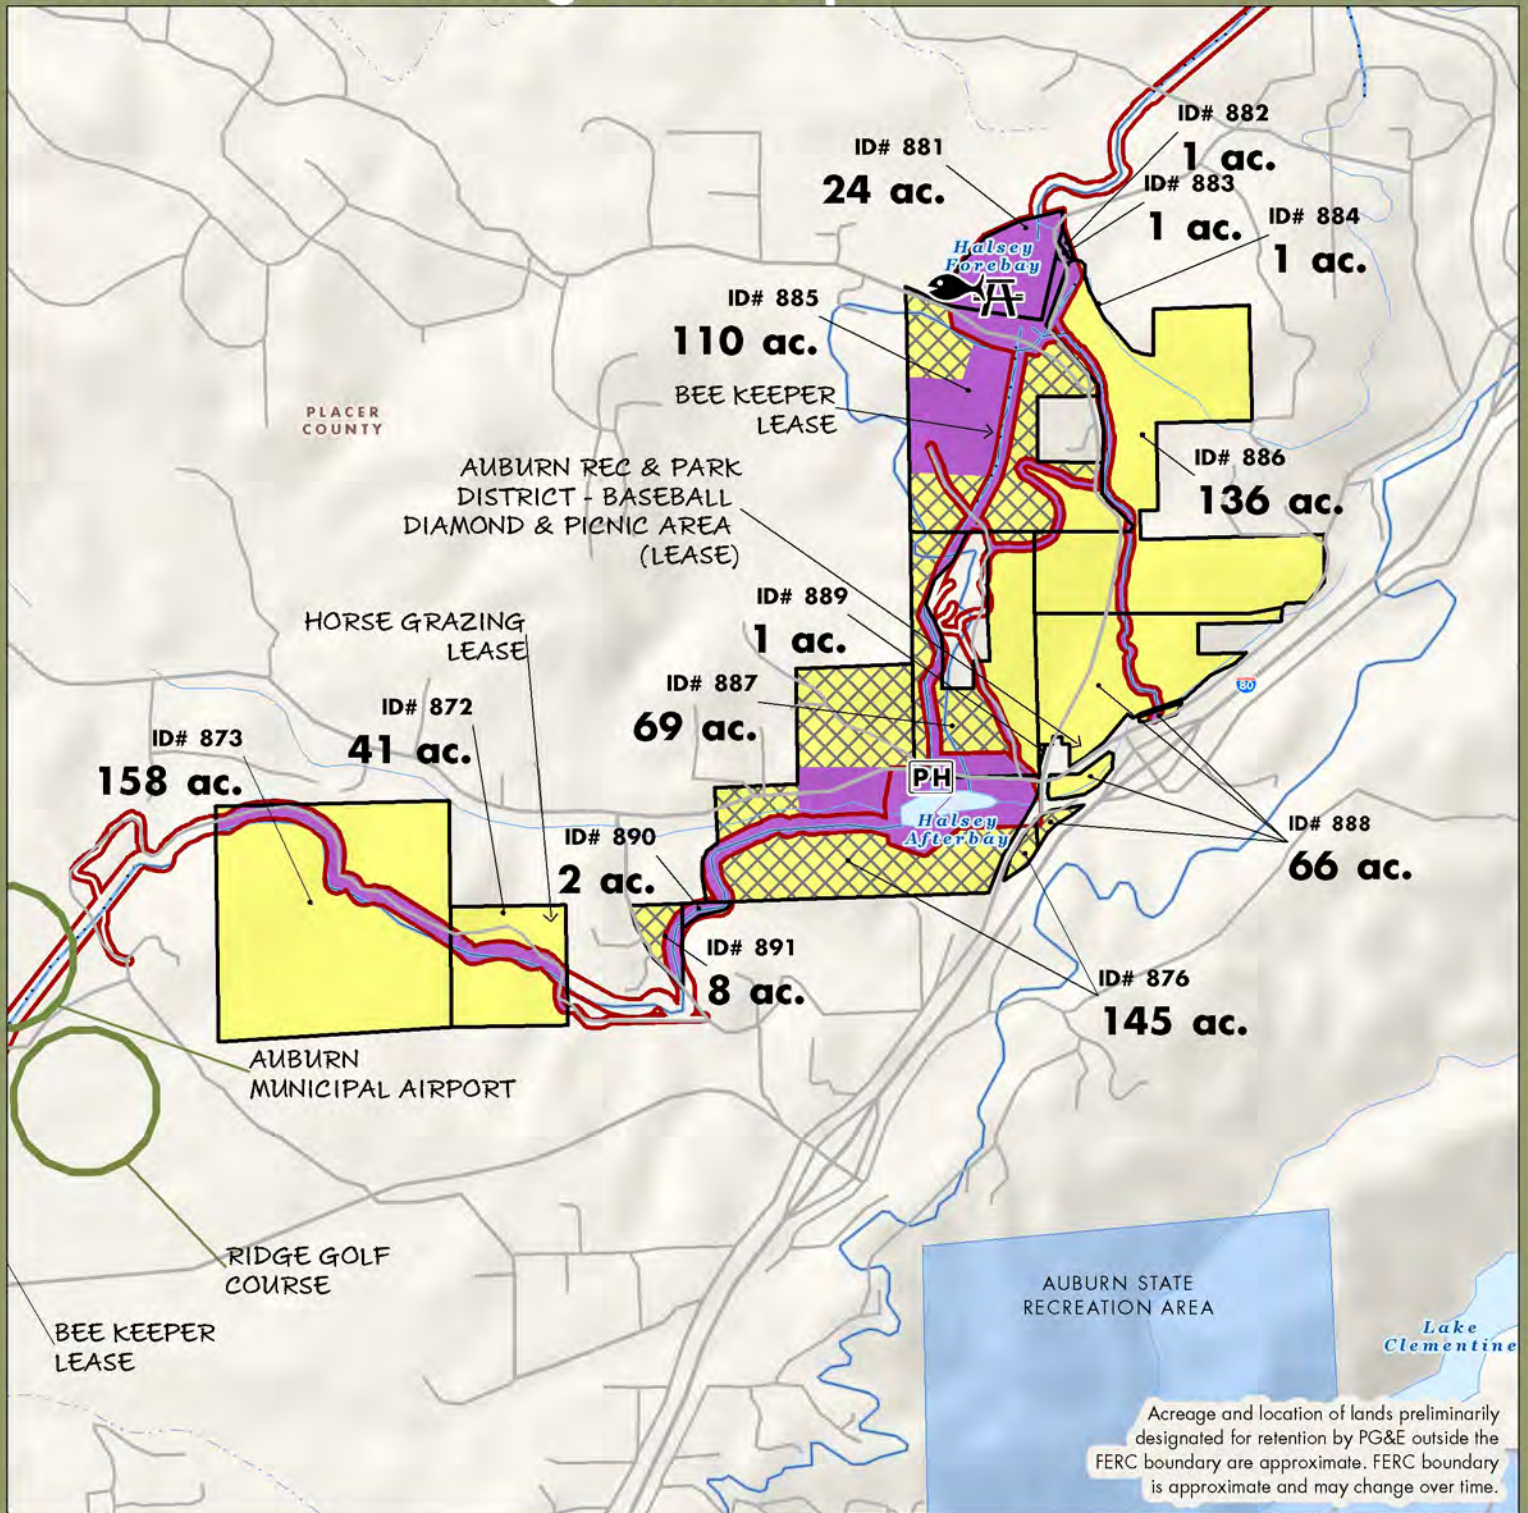 ID# 882
1 ac.
ID# 881
24 ac.
ID# 883
1 ac.
ID# 884
1 ac.
Halsey
Forebay
ID# 885
110 ac.
BEE KEEPER
LEASE
PLACER
COUNTY
ID# 886
136 ac.
AUBURN REC & PARK
DISTRICT - BASEBALL
DIAMOND & PICNIC AREA
(LEASE)
ID# 889
1 ac.
HORSE GRAZING
LEASE
ID# 887
69 ac.
80
ID# 872
41 ac.
ID# 873
158 ac.
PH
Halsey
Afterbay
ID# 888
66 ac.
ID# 890
2 ac.
ID# 891
8 ac.
ID# 876
145 ac.
AUBURN
MUNICIPAL AIRPORT
RIDGE GOLF
COURSE
BEE KEEPER
LEASE
AUBURN STATE
RECREATION AREA
Lake
Clementine
Acreage and location of lands preliminarily
designated for retention by PG&E outside the
FERC boundary are approximate. FERC boundary
is approximate and may change over time.